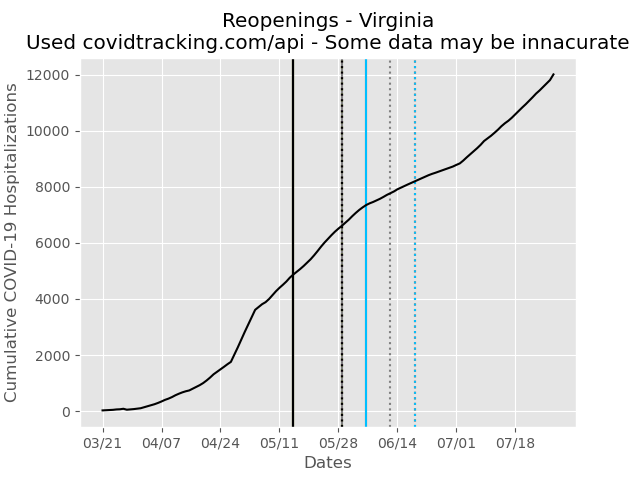 Reopenings - Virginia
Used covidtracking.com/api - Some data may be innacurate
12000
10000
8000
6000
4000
2000
0
Cumulative COVID-19 Hospitalizations
03/21 04/07 04/24 05/11 05/28 06/14 07/01 07/18
Dates